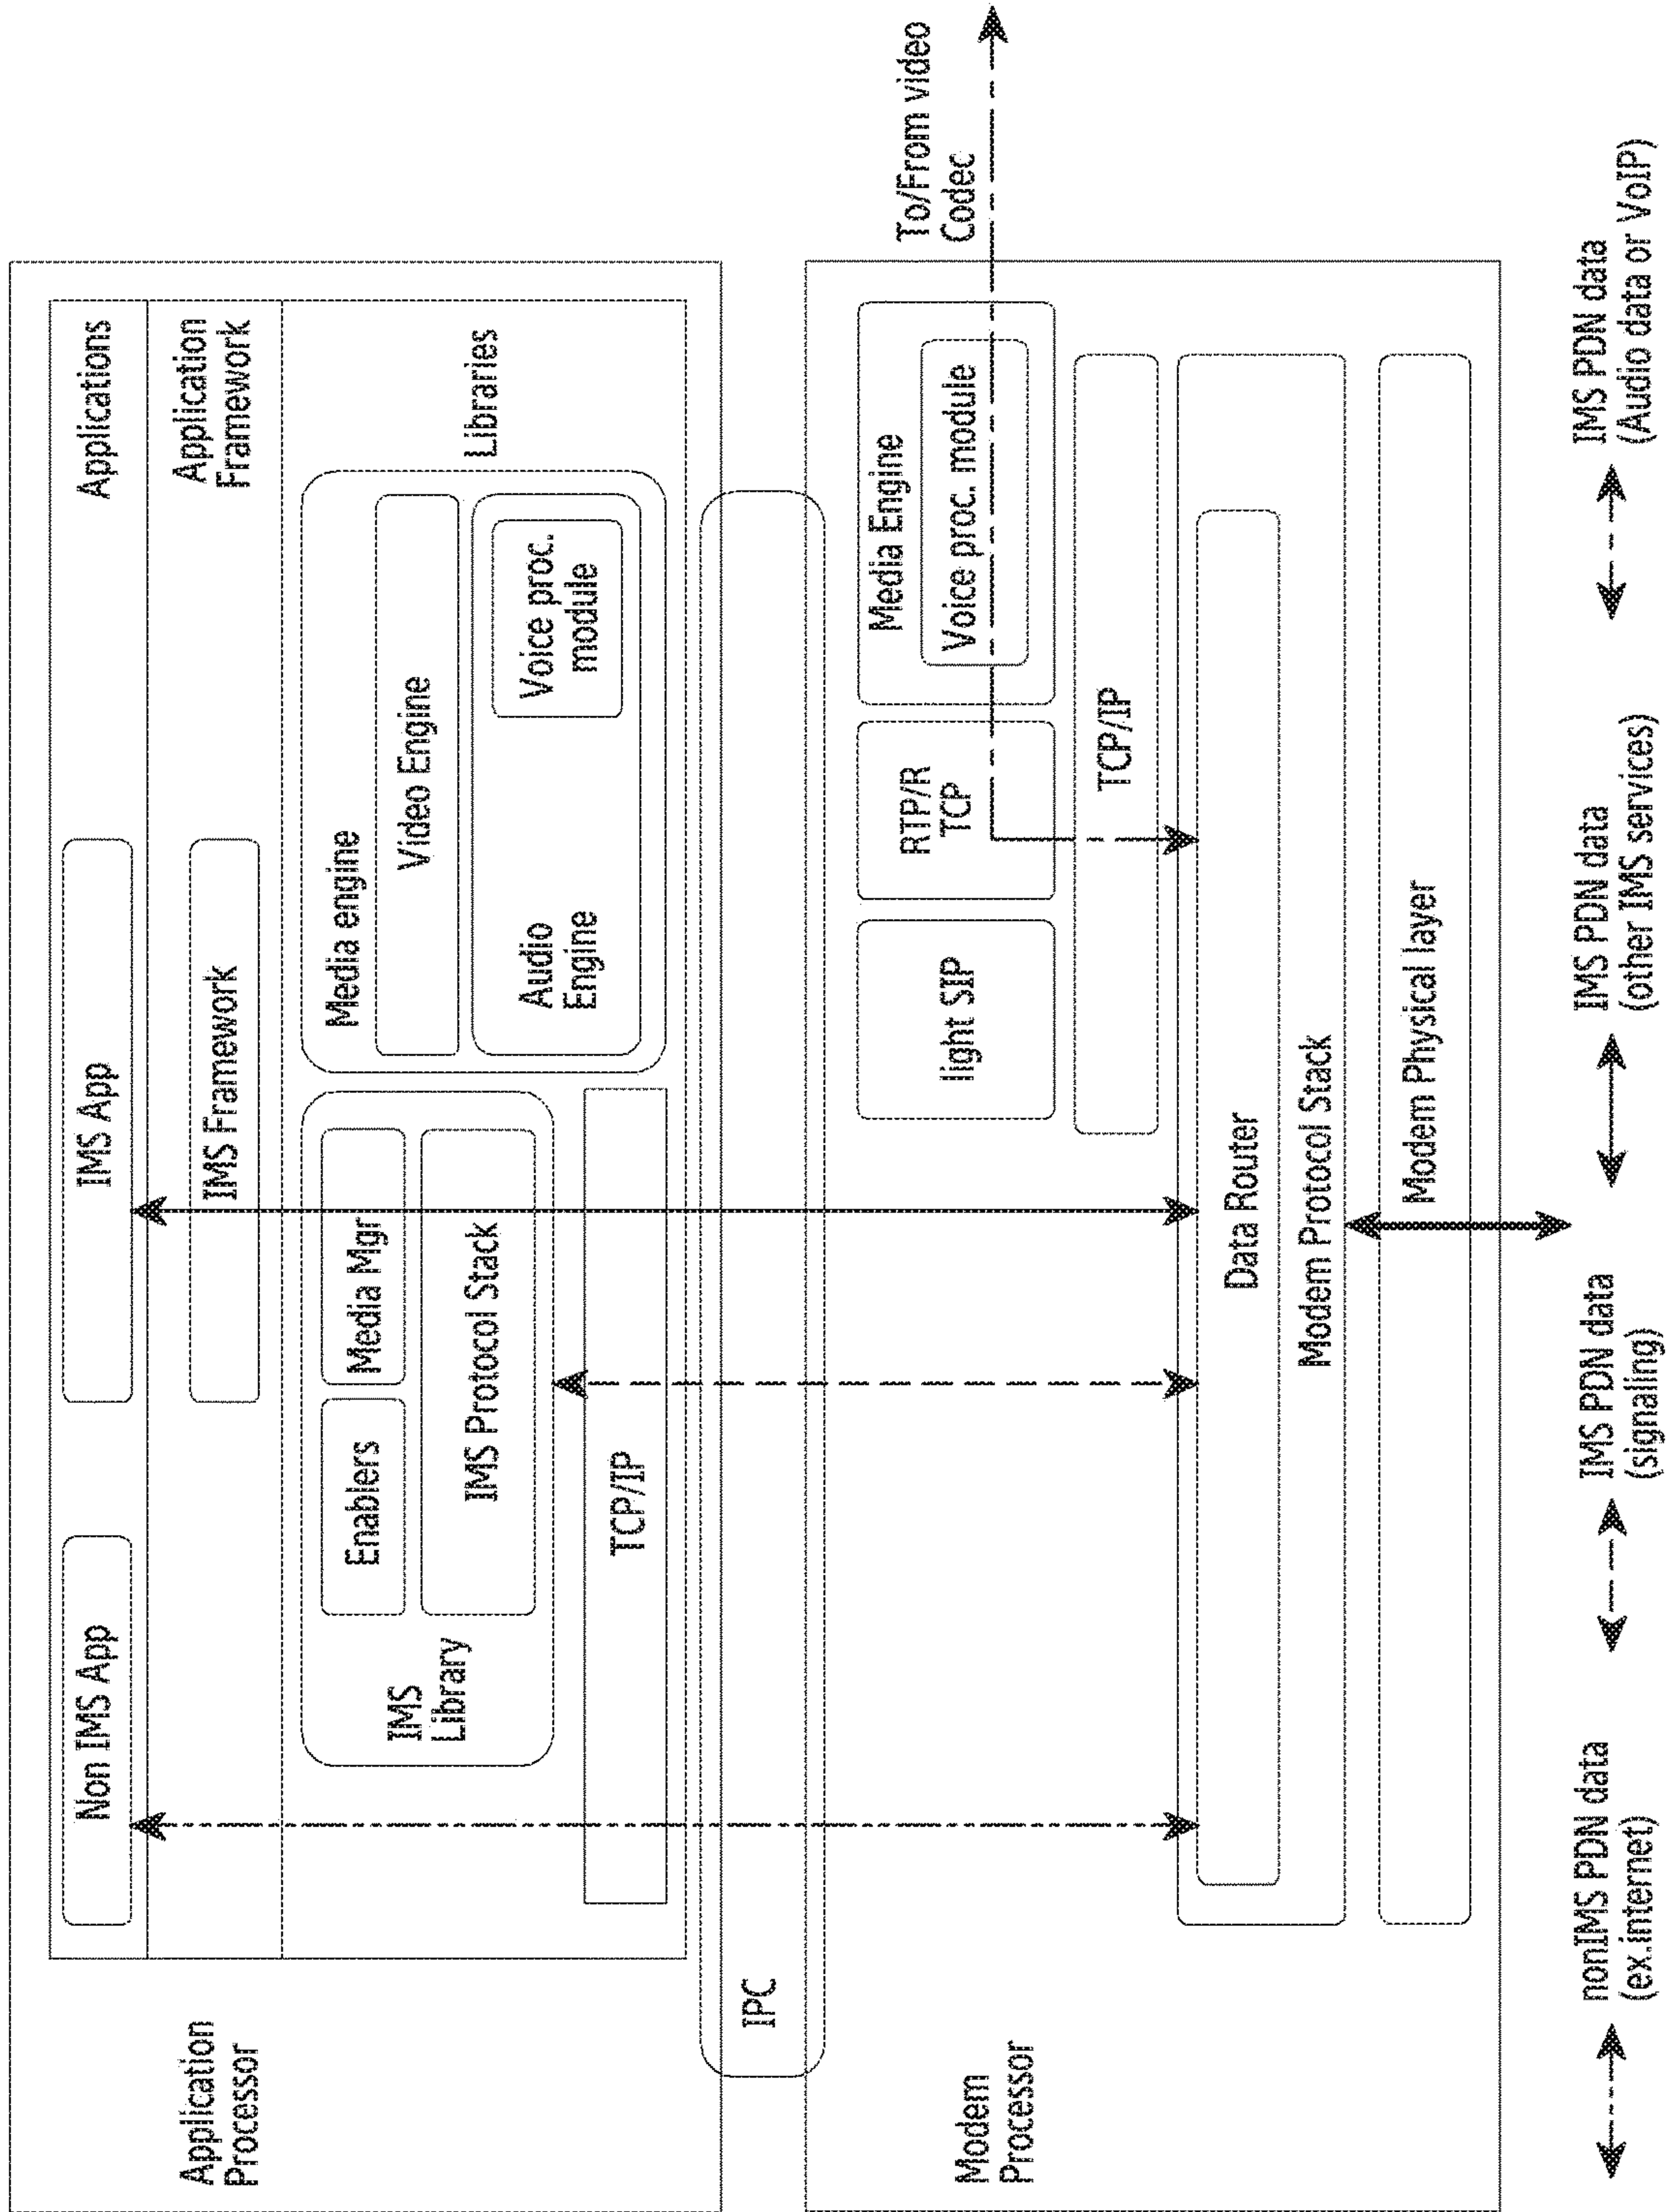 Application
Processor
Non IMS App
IMS App
Applications
IMS Framework
Application
Framework
IMS
Library
Enablers
Media Mgr
IMS Protocol Stack
TCP/IP
Media engine
Video Engine
Audio
Engine
Voice proc.
module
Libraries
IPC
Modem
Processor
light SIP
RTP/R
TCP
Media Engine
Voice proc. module
To/From video
Codec
TCP/IP
Data Router
Modem Protocol Stack
Modem Physical layer
nonIMS PDN data
(ex.internet)
IMS PDN data
(signaling)
IMS PDN data
(other IMS services)
IMS PDN data
(Audio data or VoIP)